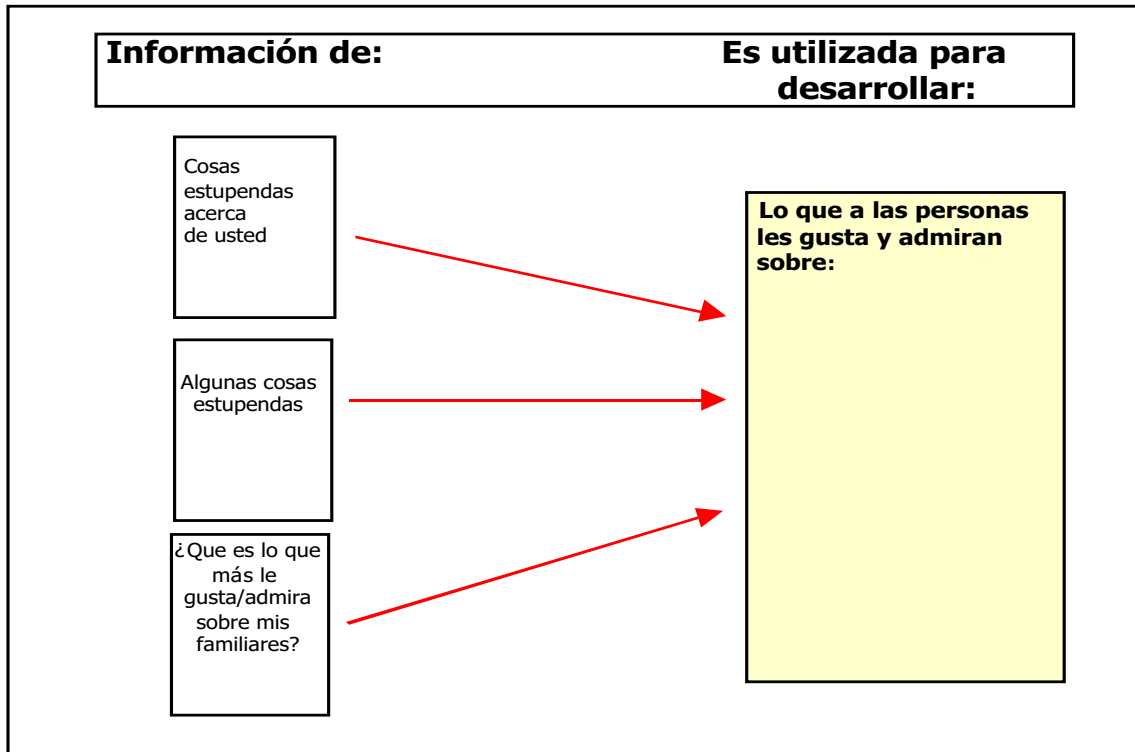 Información de:
Es utilizada para
desarrollar:
Cosas
estupendas
acerca
de usted
Algunas cosas
estupendas
¿Que es lo que
más le
gusta/admira
sobre mis
familiares?
Lo que a las personas
les gusta y admiran
sobre: